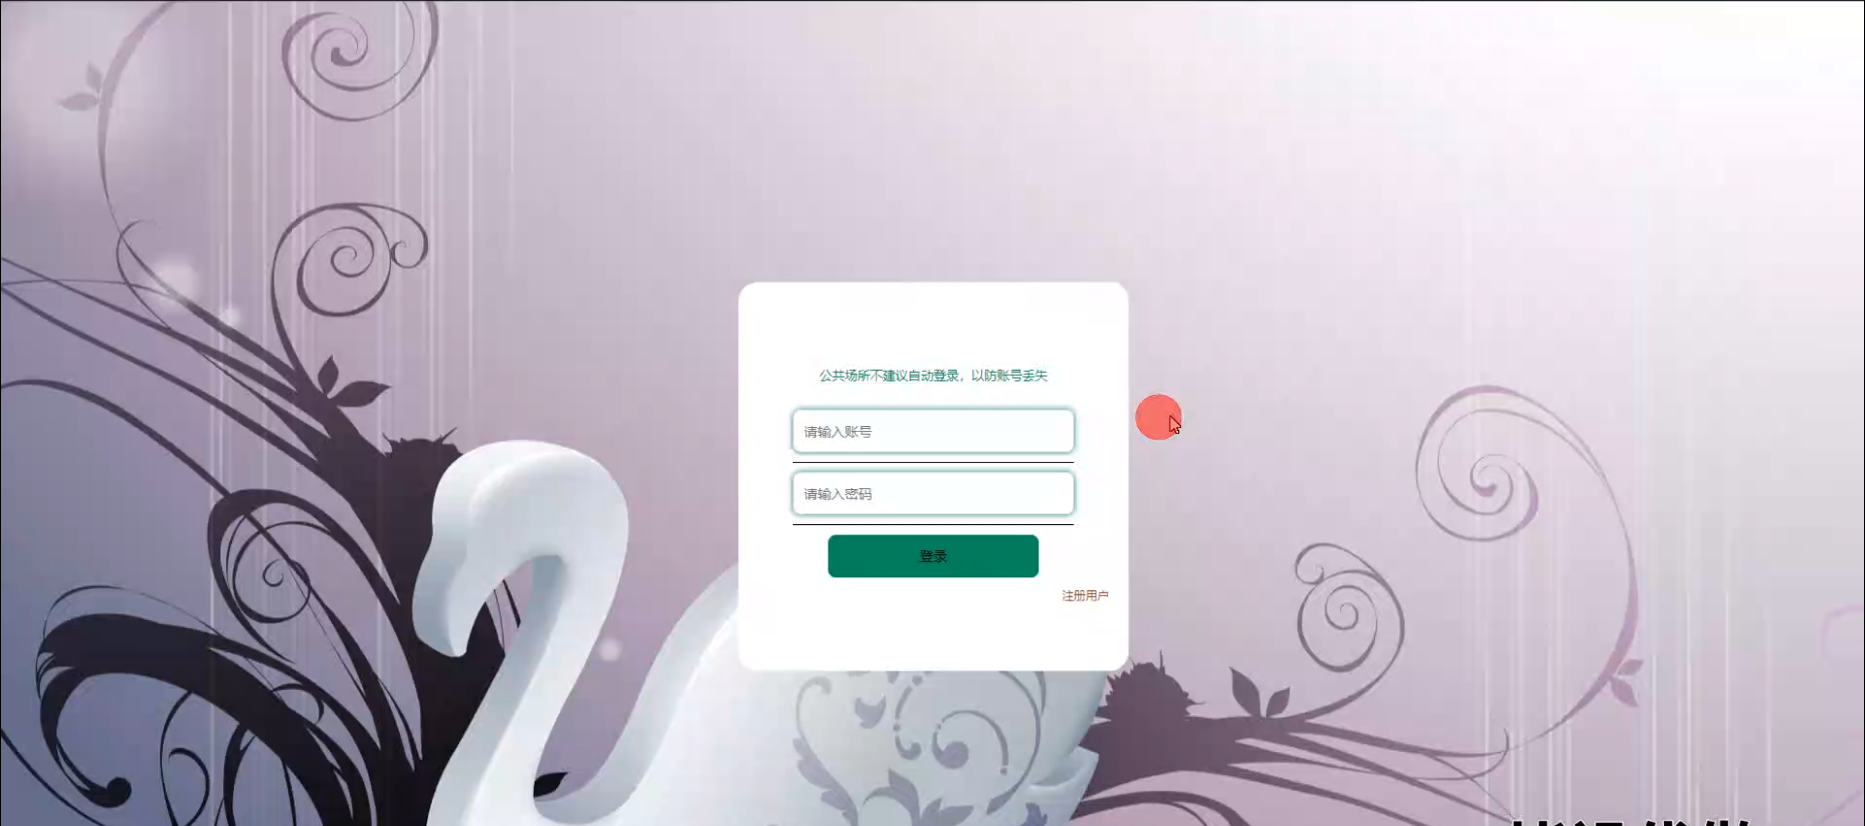 公共场所不建议自动登录，以防账号丢失
请输入账号
请输入密码
登录
注册用户